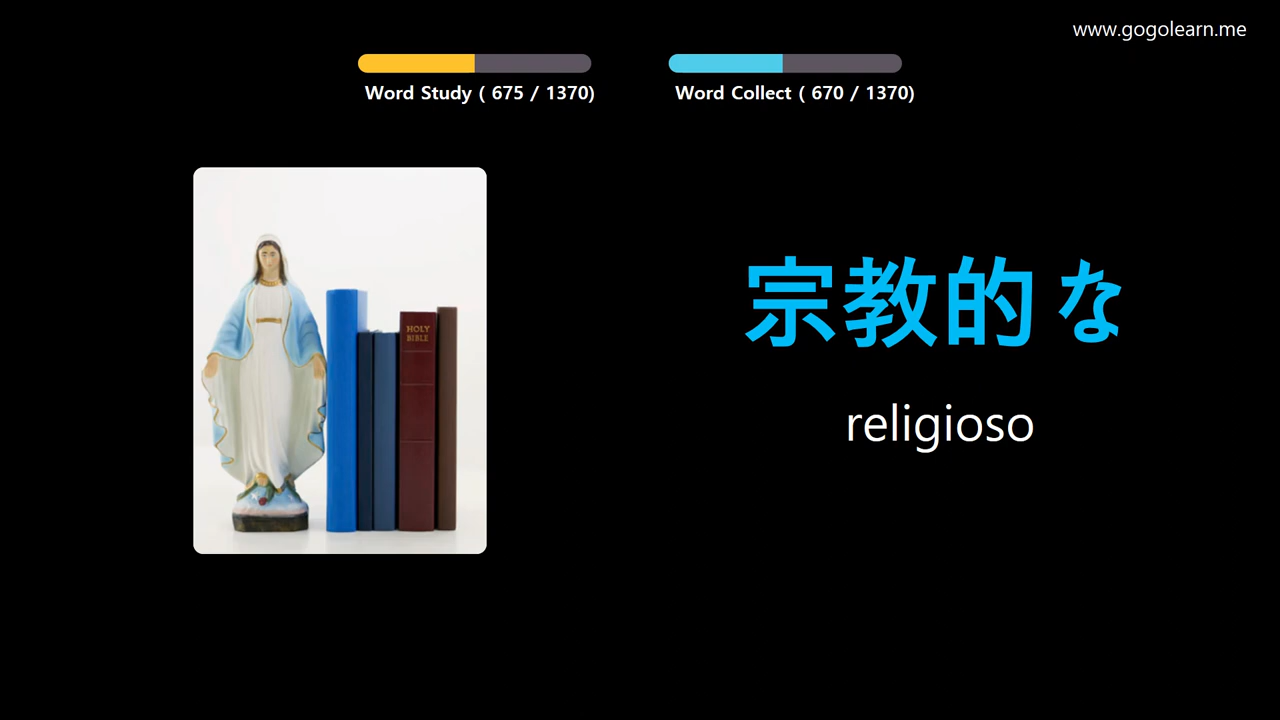 www.gogolearn.me
Word Study ( 675 / 1370)
Word Collect ( 670 / 1370)
HOLY
BIBLE
宗教的な
religioso